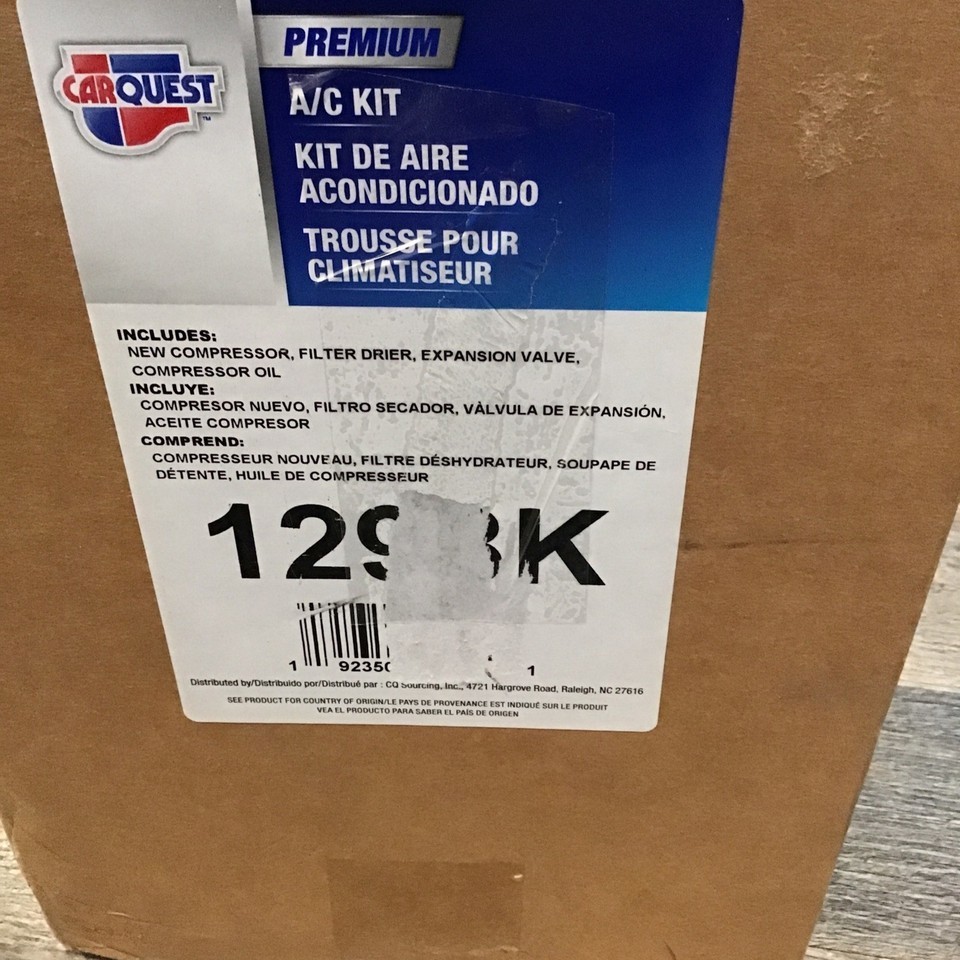 CARQUEST
TM
PREMIUM
A/C KIT
KIT DE AIRE
ACONDICIONADO
TROUSSE POUR
CLIMATISEUR
INCLUDES:
NEW COMPRESSOR, FILTER DRIER, EXPANSION VALVE,
COMPRESSOR OIL
INCLUYE:
COMPRESOR NUEVO, FILTRO SECADOR, VÀLVULA DE EXPANSIÓN,
ACEITE COMPRESOR
COMPREND:
COMPRESSEUR NOUVEAU, FILTRE DÉSHYDRATEUR, SOUPAPE DE
DÉTENTE, HUILE DE COMPRESSEUR
1 1
Distributed by/Distribuido por/Distribué par : CQ Sourcing, Inc., 4721 Hargrove Road, Raleigh, NC 27616
SEE PRODUCT FOR COUNTRY OF ORIGIN/LE PAYS DE PROVENANCE EST INDIQUÉ SUR LE PRODUIT
VEA EL PRODUCTO PARA SABER EL PAÍS DE ORIGEN